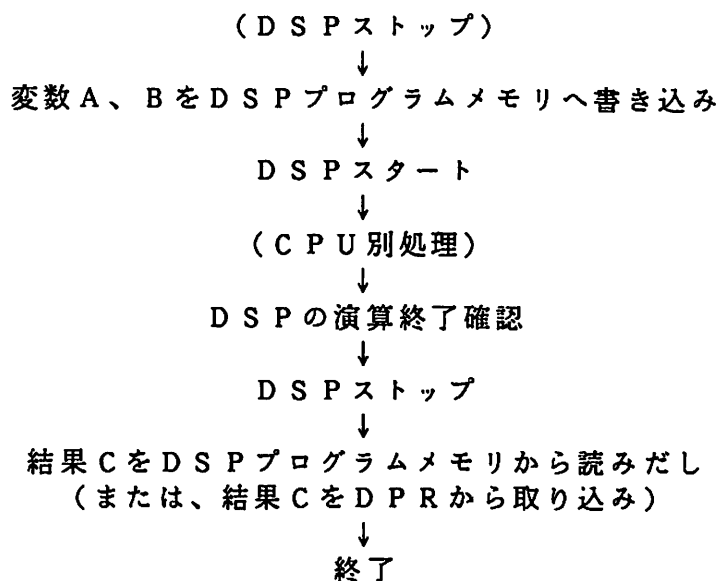 (DSPストップ)
↓
変数A、BをDSPプログラムメモリへ書き込み
↓
DSPスタート
↓
(CPU別処理)
↓
DSPの演算終了確認
↓
DSPストップ
↓
結果CをDSPプログラムメモリから読みだし
(または、結果CをDPRから取り込み)
↓
終了